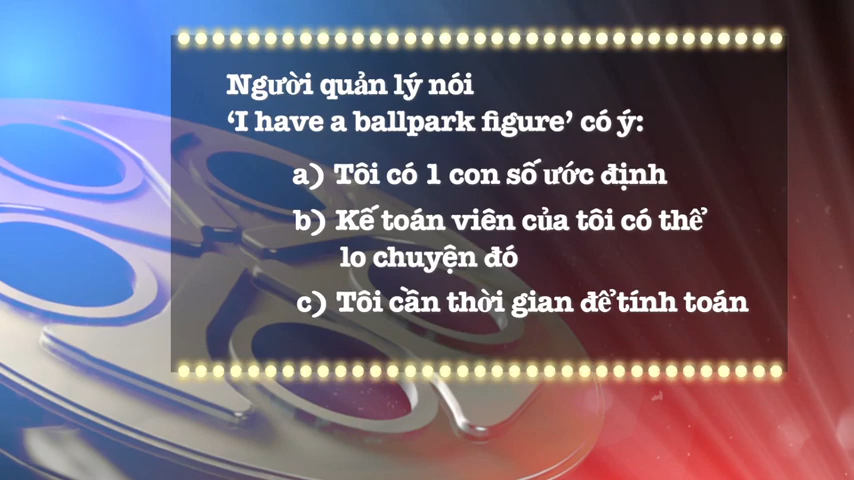 Người quản lý nói
‘I have a ballpark figure’ có ý:
a) Tôi có 1 con số ước định
b) Kế toán viên của tôi có thể
lo chuyện đó
c) Tôi cần thời gian để tính toán